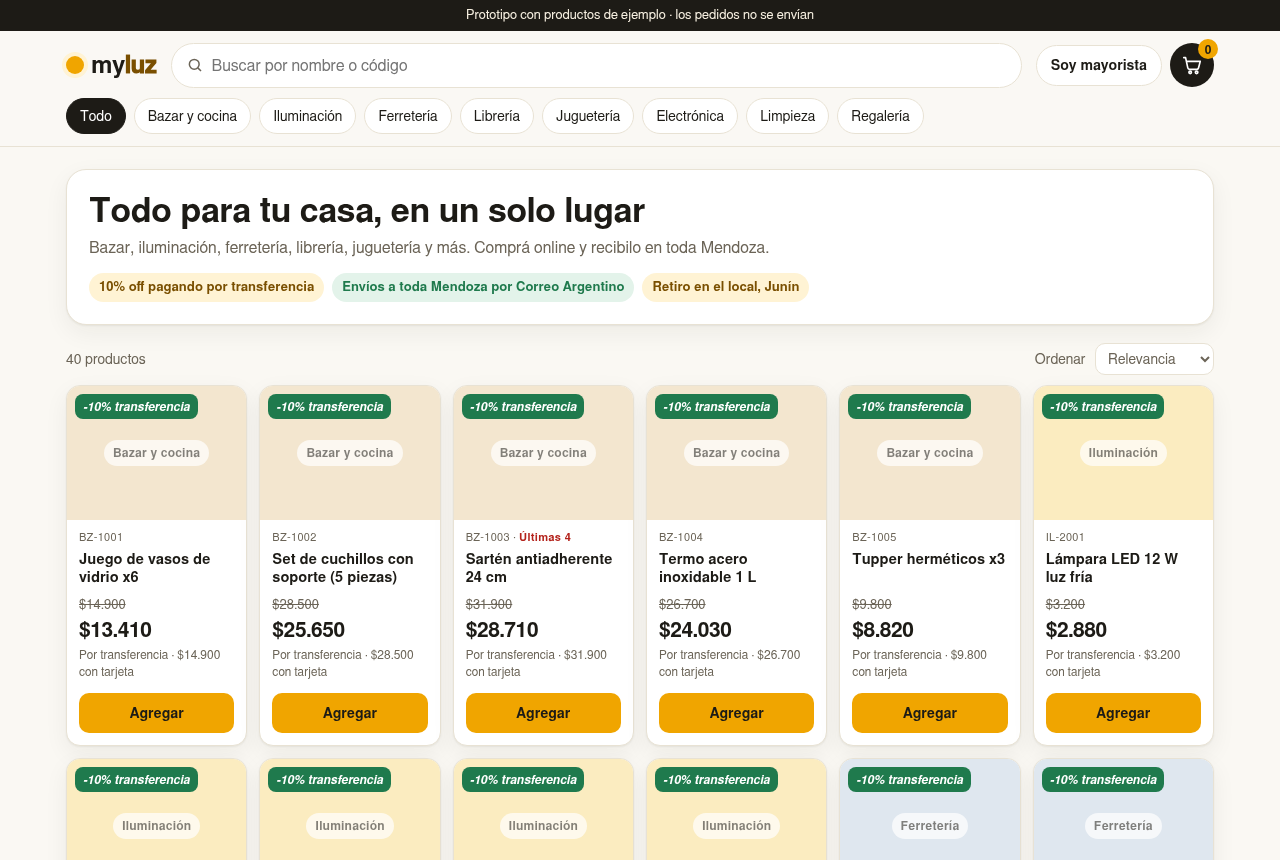 Prototipo con productos de ejemplo · los pedidos no se envían
myluz
Buscar por nombre o código
Soy mayorista
0
Todo
Bazar y cocina
Iluminación
Ferretería
Librería
Juguetería
Electrónica
Limpieza
Regalería
Todo para tu casa, en un solo lugar
Bazar, iluminación, ferretería, librería, juguetería y más. Comprá online y recibilo en toda Mendoza.
10% off pagando por transferencia
Envíos a toda Mendoza por Correo Argentino
Retiro en el local, Junín
40 productos
Ordenar
Relevancia
-10% transferencia
Bazar y cocina
BZ-1001
Juego de vasos de
vidrio x6
$14.900
$13.410
Por transferencia · $14.900
con tarjeta
Agregar
-10% transferencia
Bazar y cocina
BZ-1002
Set de cuchillos con
soporte (5 piezas)
$28.500
$25.650
Por transferencia · $28.500
con tarjeta
Agregar
-10% transferencia
Bazar y cocina
BZ-1003 · Últimas 4
Sartén antiadherente
24 cm
$31.900
$28.710
Por transferencia · $31.900
con tarjeta
Agregar
-10% transferencia
Bazar y cocina
BZ-1004
Termo acero
inoxidable 1 L
$26.700
$24.030
Por transferencia · $26.700
con tarjeta
Agregar
-10% transferencia
Bazar y cocina
BZ-1005
Tupper herméticos x3
$9.800
$8.820
Por transferencia · $9.800
con tarjeta
Agregar
-10% transferencia
Iluminación
IL-2001
Lámpara LED 12 W
luz fría
$3.200
$2.880
Por transferencia · $3.200
con tarjeta
Agregar
-10% transferencia
Iluminación
-10% transferencia
Iluminación
-10% transferencia
Iluminación
-10% transferencia
Iluminación
-10% transferencia
Ferretería
-10% transferencia
Ferretería